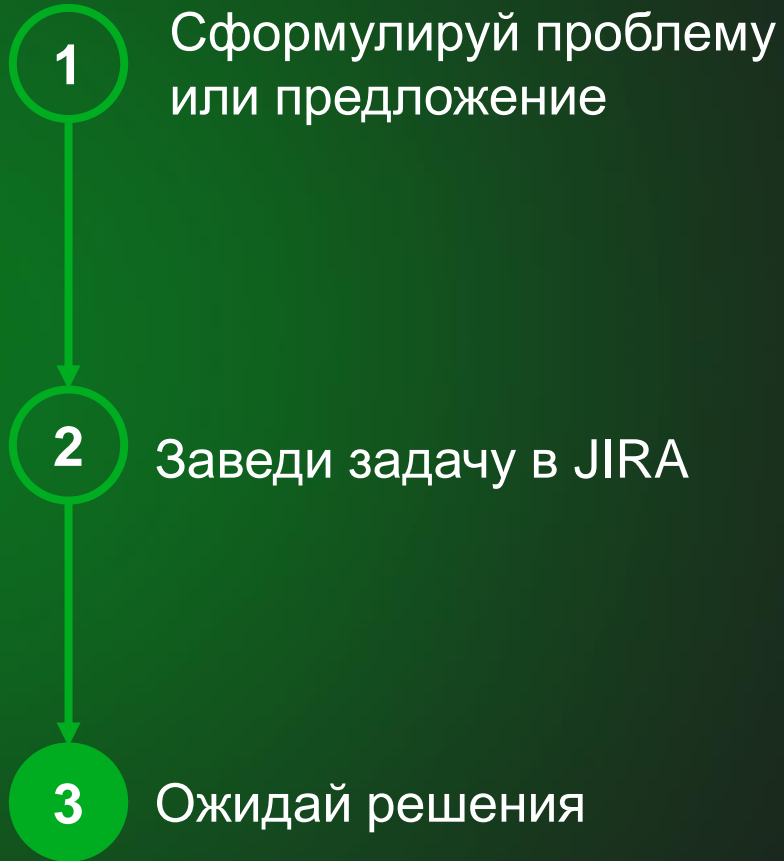 1
Сформулируй проблему
или предложение
2
Заведи задачу в JIRA
3
Ожидай решения